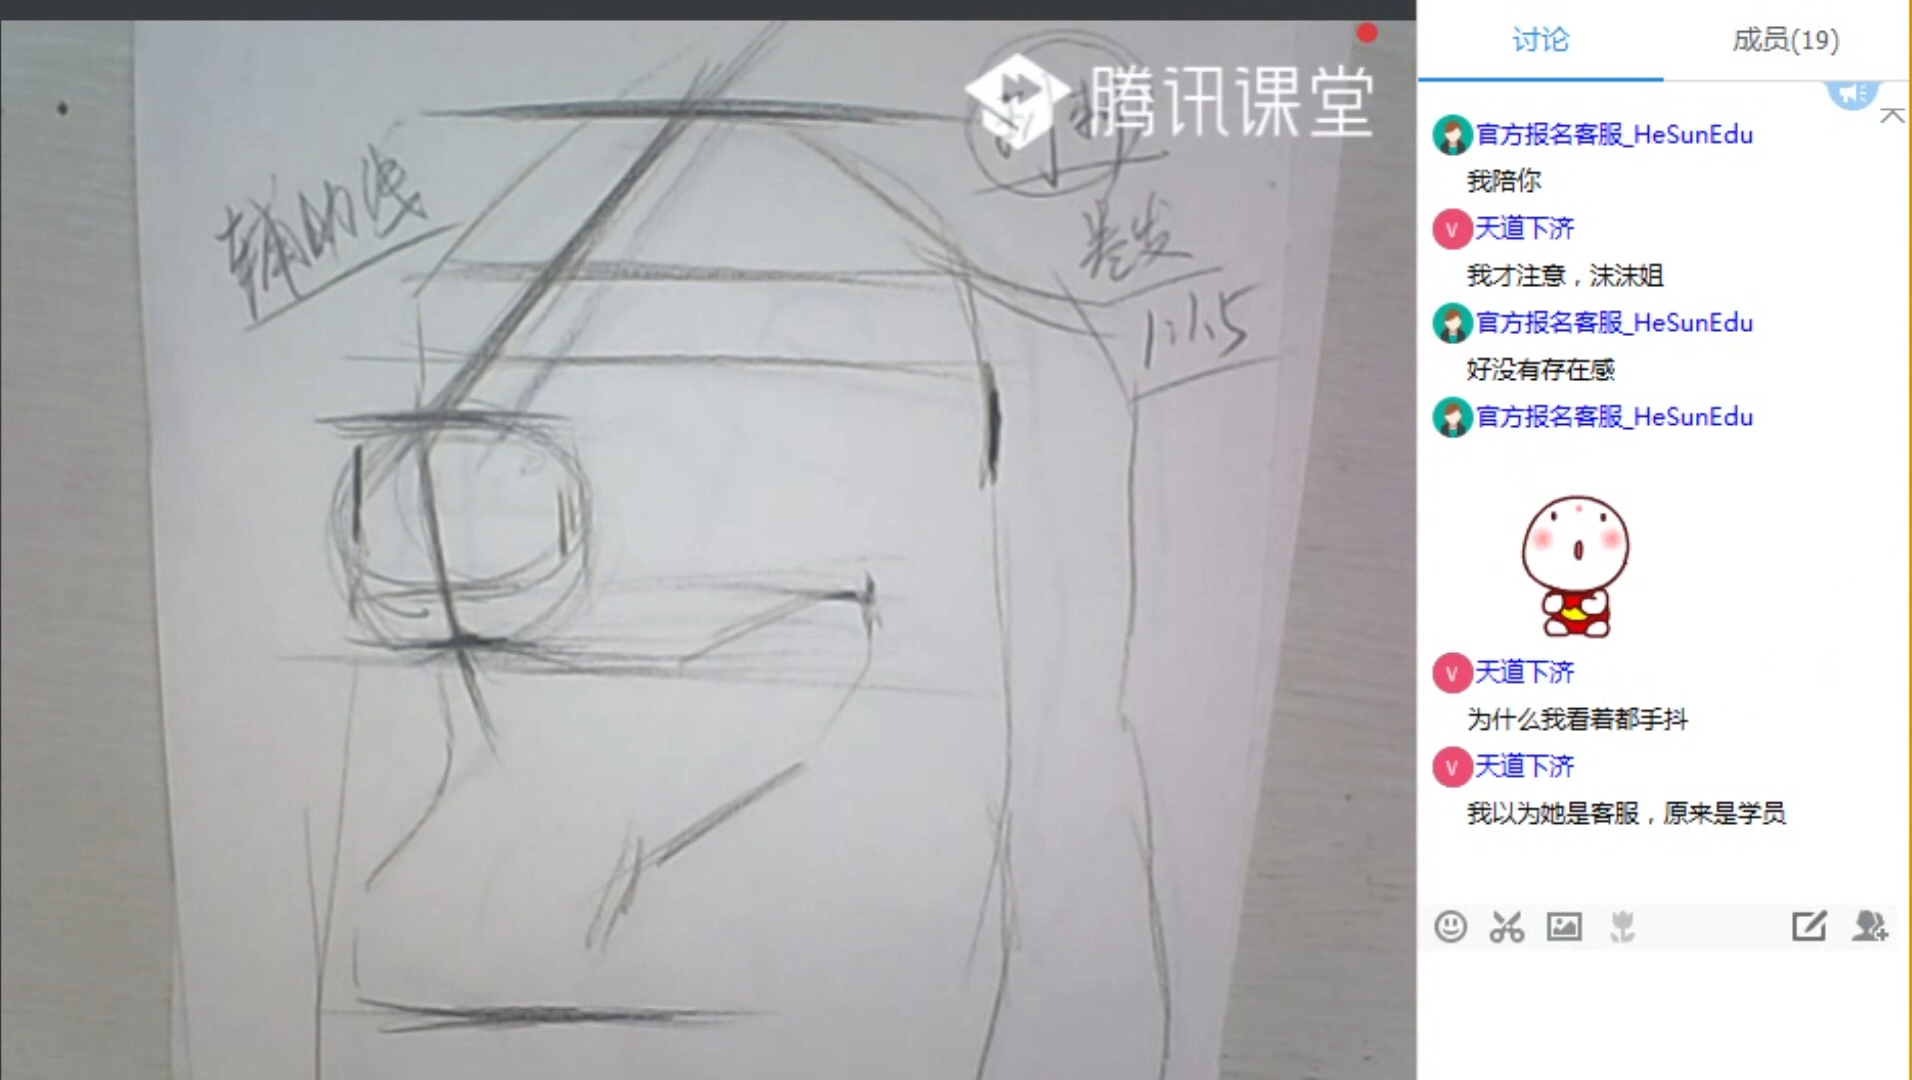 腾讯课堂
辅助线
类发
1:1.5
讨论
成员(19)
官方报名客服_HeSunEdu
我陪你
V 天道下济
我才注意，沫沫姐
官方报名客服_HeSunEdu
好没有存在感
官方报名客服_HeSunEdu
V 天道下济
为什么我看着都手抖
V 天道下济
我以为她是客服，原来是学员